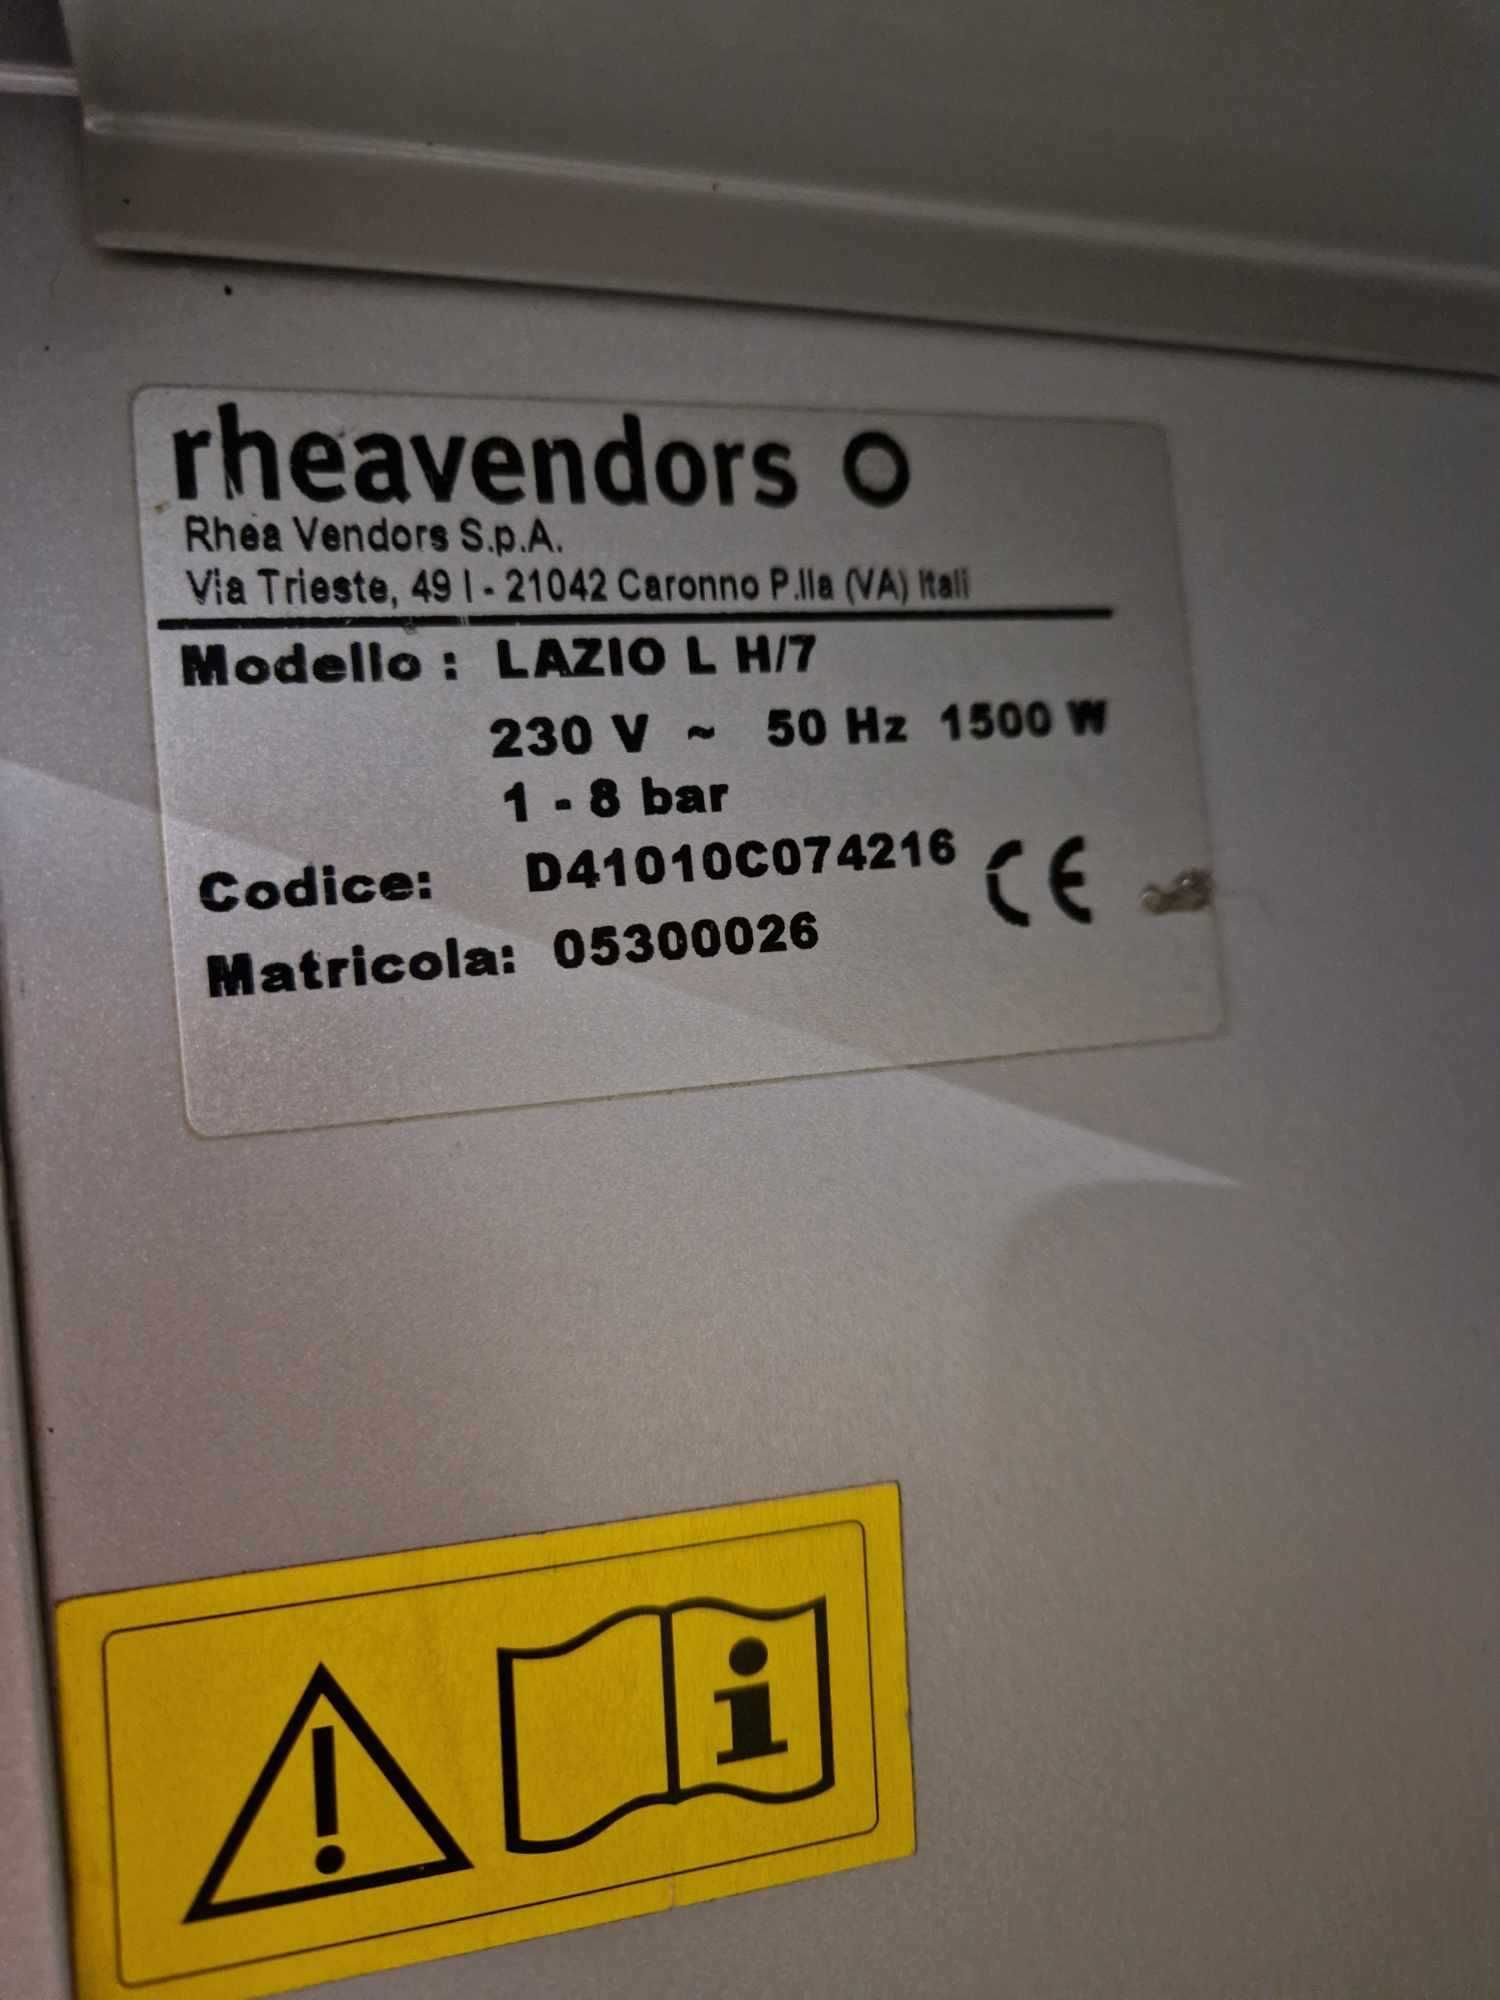 rheavendors
Rhea Vendors S.p.A.
Via Trieste, 49 I - 21042 Caronno P.lla (VA) Itali
Modello : LAZIO L H/7
230 V ~ 50 Hz 1500 W
1 - 8 bar
Codice: D41010C074216 CE
Matricola: 05300026
! i